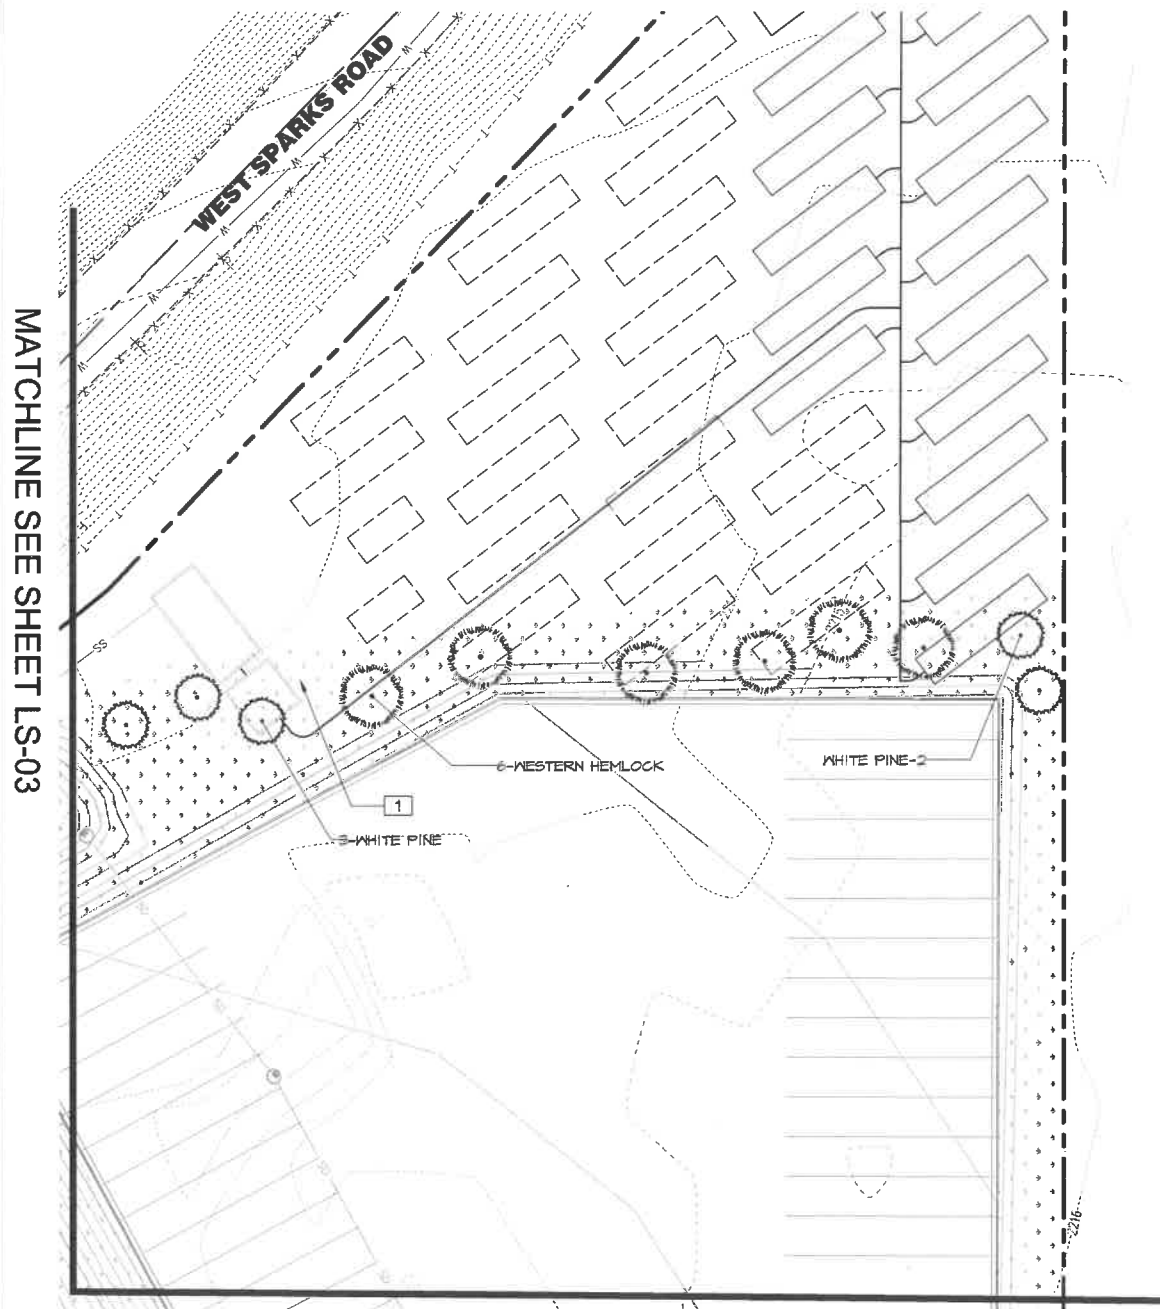 WEST SPARKS ROAD
MATCHLINE SEE SHEET LS-03
SS
6-WESTERN HEMLOCK
WHITE PINE-2
1
3-WHITE PINE
2216